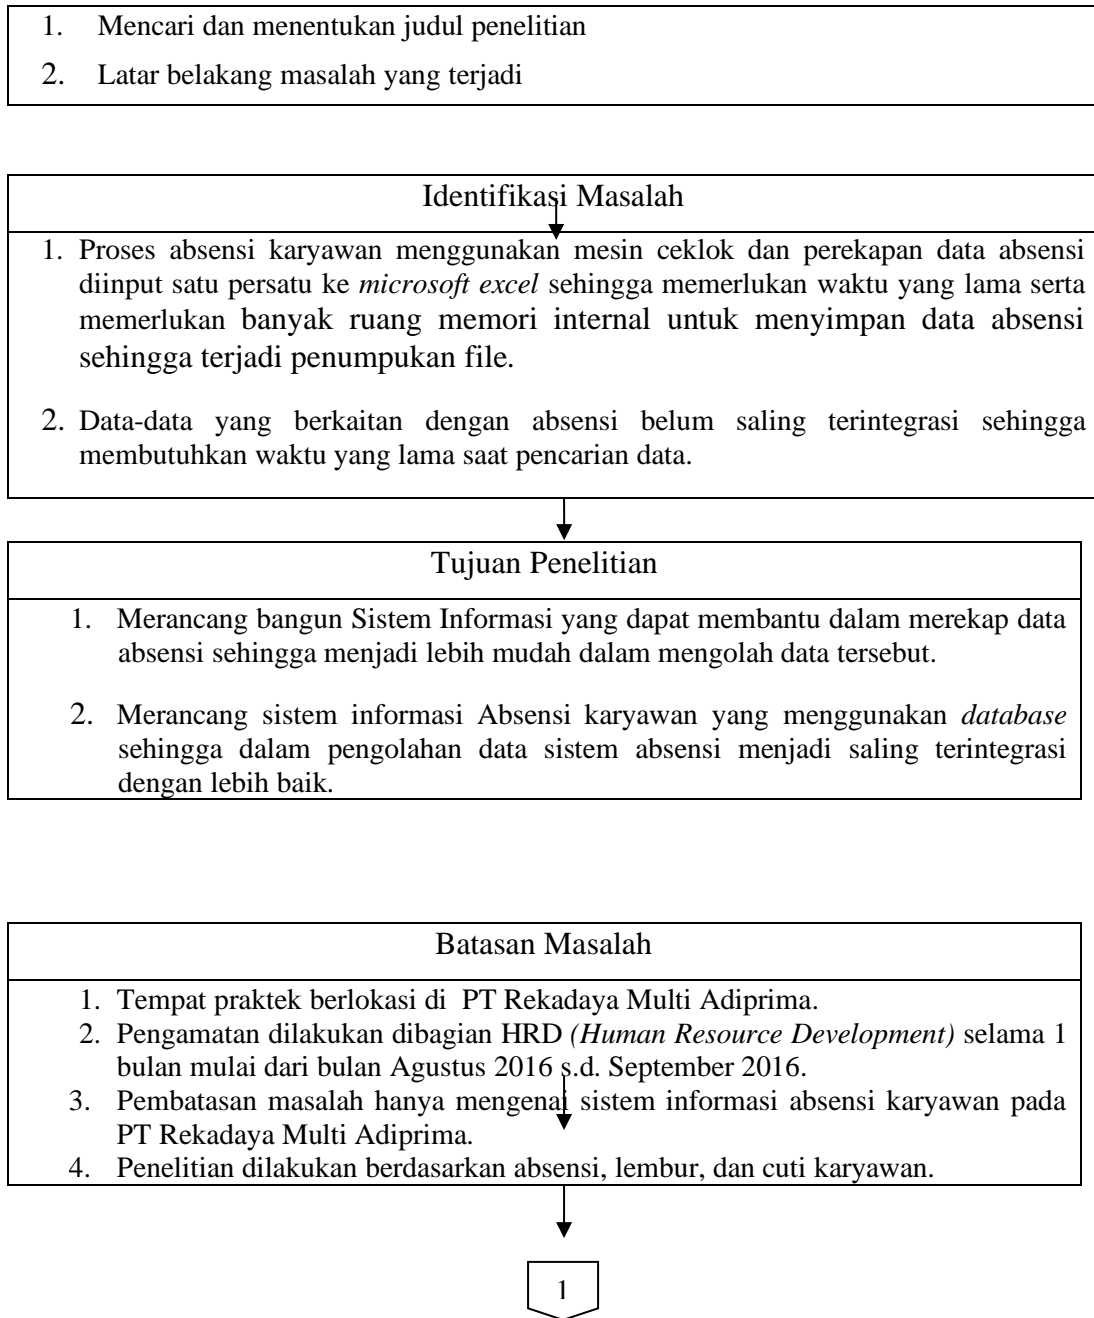 1. Mencari dan menentukan judul penelitian
2. Latar belakang masalah yang terjadi
Identifikasi Masalah
1. Proses absensi karyawan menggunakan mesin ceklok dan perekapan data absensi
diinput satu persatu ke microsoft excel sehingga memerlukan waktu yang lama serta
memerlukan banyak ruang memori internal untuk menyimpan data absensi
sehingga terjadi penumpukan file.
2. Data-data yang berkaitan dengan absensi belum saling terintegrasi sehingga
membutuhkan waktu yang lama saat pencarian data.
Tujuan Penelitian
1. Merancang bangun Sistem Informasi yang dapat membantu dalam merekap data
absensi sehingga menjadi lebih mudah dalam mengolah data tersebut.
2. Merancang sistem informasi Absensi karyawan yang menggunakan database
sehingga dalam pengolahan data sistem absensi menjadi saling terintegrasi
dengan lebih baik.
Batasan Masalah
1. Tempat praktek berlokasi di PT Rekadaya Multi Adiprima.
2. Pengamatan dilakukan dibagian HRD (Human Resource Development) selama 1
bulan mulai dari bulan Agustus 2016 s.d. September 2016.
3. Pembatasan masalah hanya mengenai sistem informasi absensi karyawan pada
PT Rekadaya Multi Adiprima.
4. Penelitian dilakukan berdasarkan absensi, lembur, dan cuti karyawan.
1